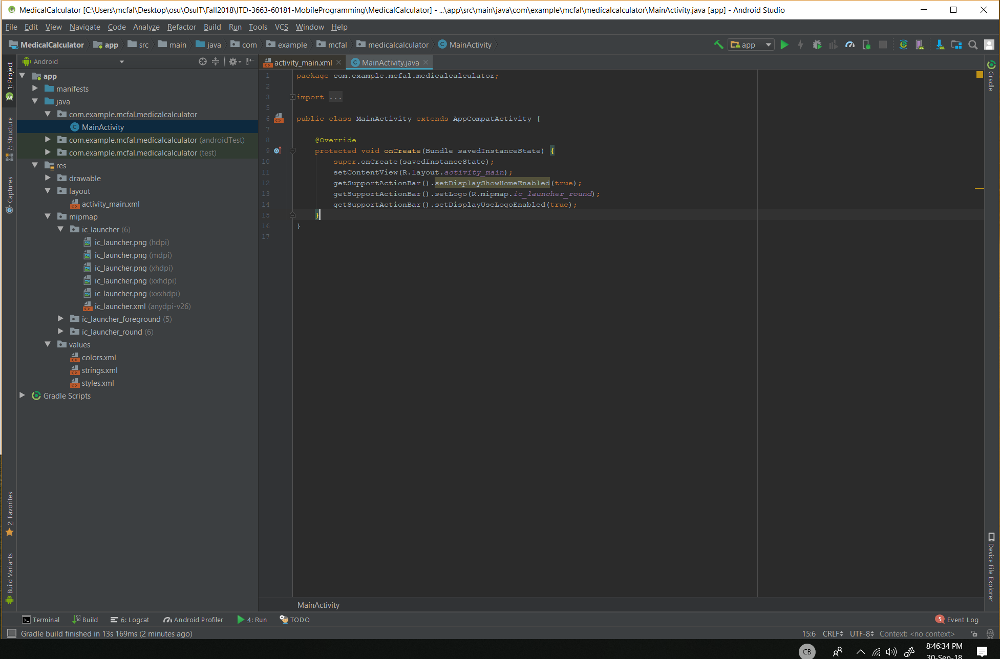 MedicalCalculator [C:\Users\mcfal\Desktop\osu\OsuIT\Fall2018\ITD-3663-60181-MobileProgramming\MedicalCalculator] - ...\app\src\main\java\com\example\mcfal\medicalcalculator\MainActivity.java [app] - Android Studio
File Edit View Navigate Code Analyze Refactor Build Run Tools VCS Window Help
MedicalCalculator app src main java com example mcfal medicalcalculator MainActivity app
Android
activity_main.xml MainActivity.java
1: Project
7: Structure
Captures
2: Favorites
Build Variants
app
manifests
java
com.example.mcfal.medicalcalculator
MainActivity
com.example.mcfal.medicalcalculator (androidTest)
com.example.mcfal.medicalcalculator (test)
res
drawable
layout
activity_main.xml
mipmap
ic_launcher (6)
ic_launcher.png (hdpi)
ic_launcher.png (mdpi)
ic_launcher.png (xhdpi)
ic_launcher.png (xxhdpi)
ic_launcher.png (xxxhdpi)
ic_launcher.xml (anydpi-v26)
ic_launcher_foreground (5)
ic_launcher_round (6)
values
colors.xml
strings.xml
styles.xml
Gradle Scripts
1 package com.example.mcfal.medicalcalculator;
2
3 import ...
5
6 public class MainActivity extends AppCompatActivity {
7
8 @Override
9 protected void onCreate(Bundle savedInstanceState) {
10 super.onCreate(savedInstanceState);
11 setContentView(R.layout.activity_main);
12 getSupportActionBar().setDisplayShowHomeEnabled(true);
13 getSupportActionBar().setLogo(R.mipmap.ic_launcher_round);
14 getSupportActionBar().setDisplayUseLogoEnabled(true);
15 }
16 }
17
MainActivity
Gradle
Device File Explorer
Terminal Build 6: Logcat Android Profiler 4: Run TODO 5 Event Log
Gradle build finished in 13s 169ms (2 minutes ago) 15:6 CRLF UTF-8 Context: <no context>
CB 8:46:34 PM
30-Sep-18